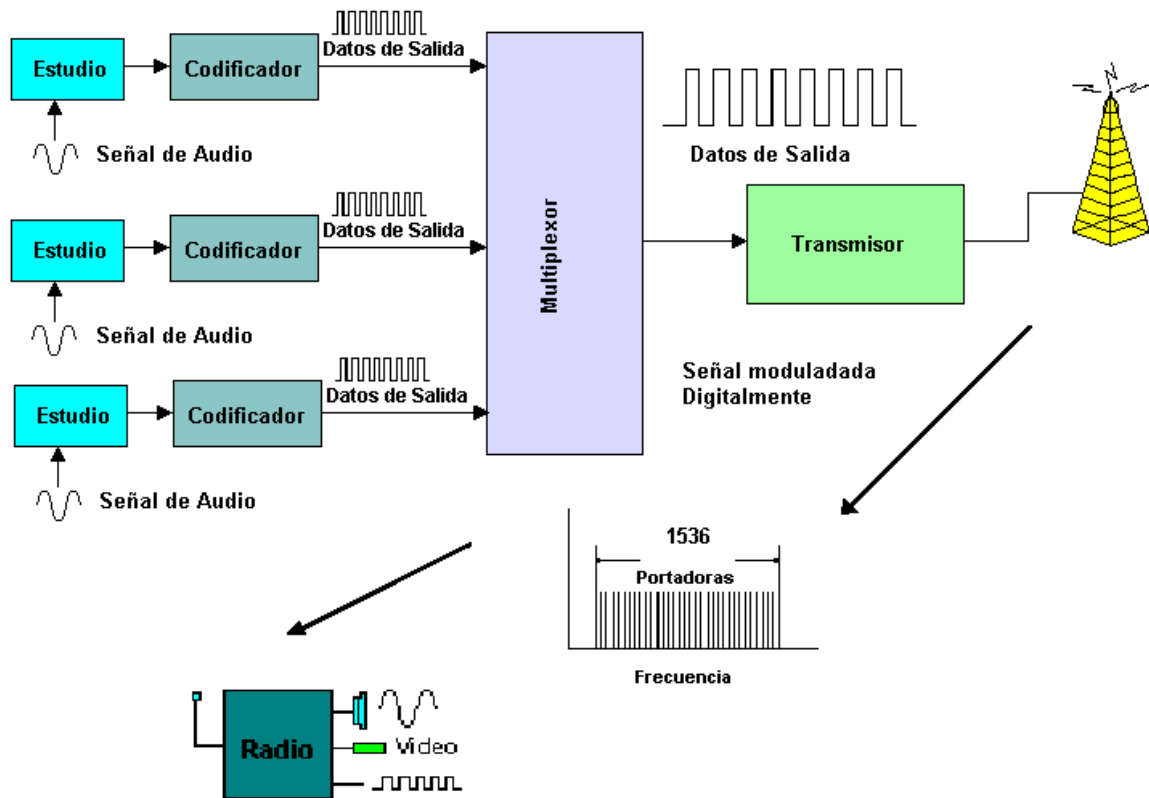 Datos de Salida
Estudio
Codificador
Señal de Audio
Datos de Salida
Estudio
Codificador
Señal de Audio
Datos de Salida
Estudio
Codificador
Señal de Audio
Multiplexor
Datos de Salida
Transmisor
Señal moduladada
Digitalmente
1536
Portadoras
Frecuencia
Radio
Video